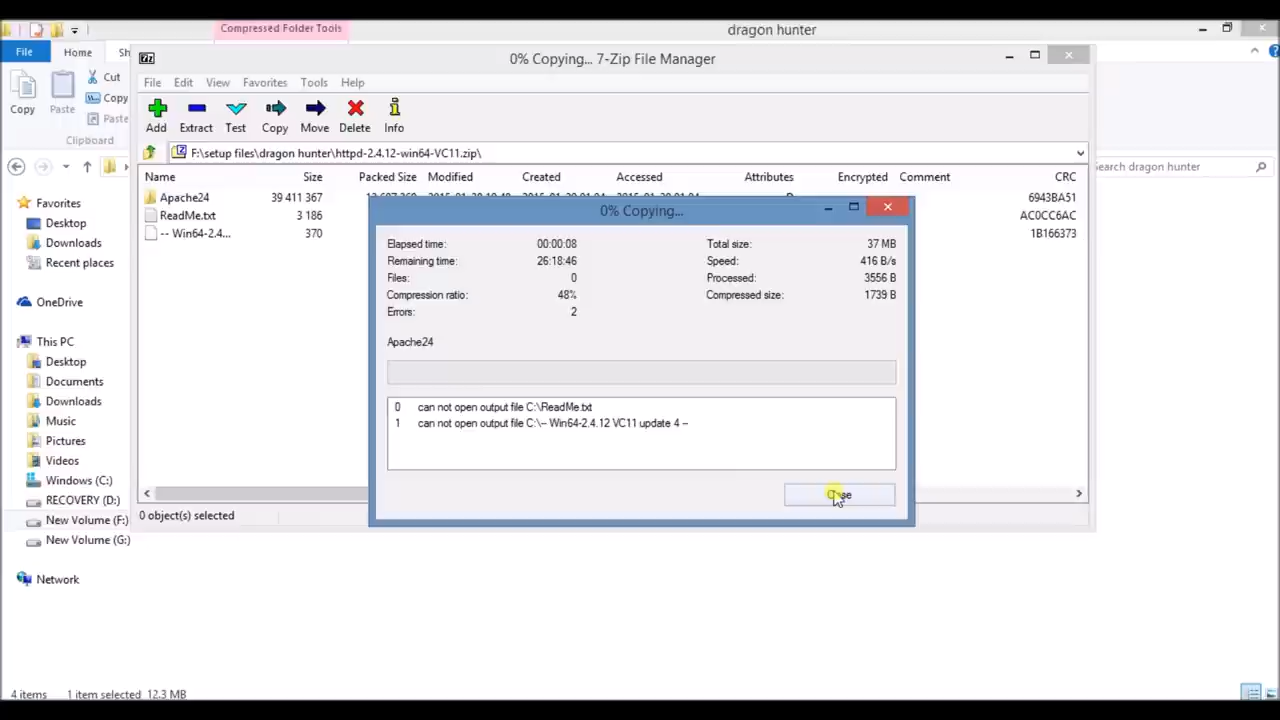 Compressed Folder Tools
dragon hunter
File
Home
Sh
Copy
Paste
Cut
Copy
Paste
Clipboard
Search dragon hunter
Favorites
Desktop
Downloads
Recent places
OneDrive
This PC
Desktop
Documents
Downloads
Music
Pictures
Videos
Windows (C:)
RECOVERY (D:)
New Volume (F:)
New Volume (G:)
Network
4 items 1 item selected 12.3 MB
0% Copying... 7-Zip File Manager
File Edit View Favorites Tools Help
Add Extract Test Copy Move Delete Info
F:\setup files\dragon hunter\httpd-2.4.12-win64-VC11.zip\
Name Size Packed Size Modified Created Accessed Attributes Encrypted Comment CRC
Apache24 39 411 367 6943BA51
ReadMe.txt 3 186 AC0CC6AC
-- Win64-2.4... 370 1B166373
0 object(s) selected
0% Copying...
Elapsed time: 00:00:08 Total size: 37 MB
Remaining time: 26:18:46 Speed: 416 B/s
Files: 0 Processed: 3556 B
Compression ratio: 48% Compressed size: 1739 B
Errors: 2
Apache24
0 can not open output file C:\ReadMe.txt
1 can not open output file C:\-- Win64-2.4.12 VC11 update 4 --
Close